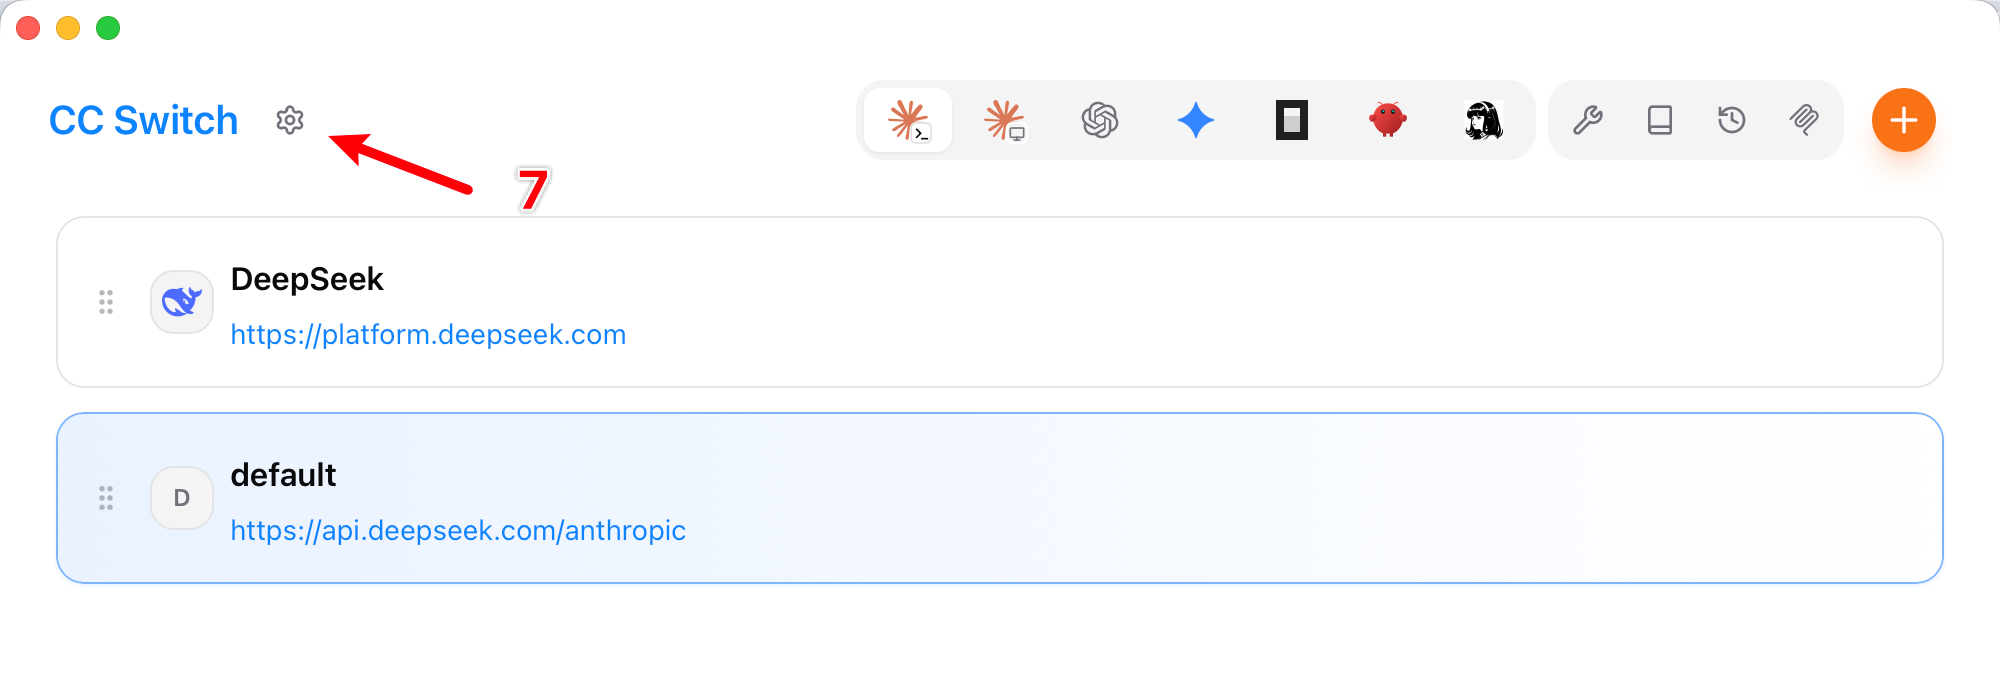 CC Switch
7
DeepSeek
https://platform.deepseek.com
D
default
https://api.deepseek.com/anthropic